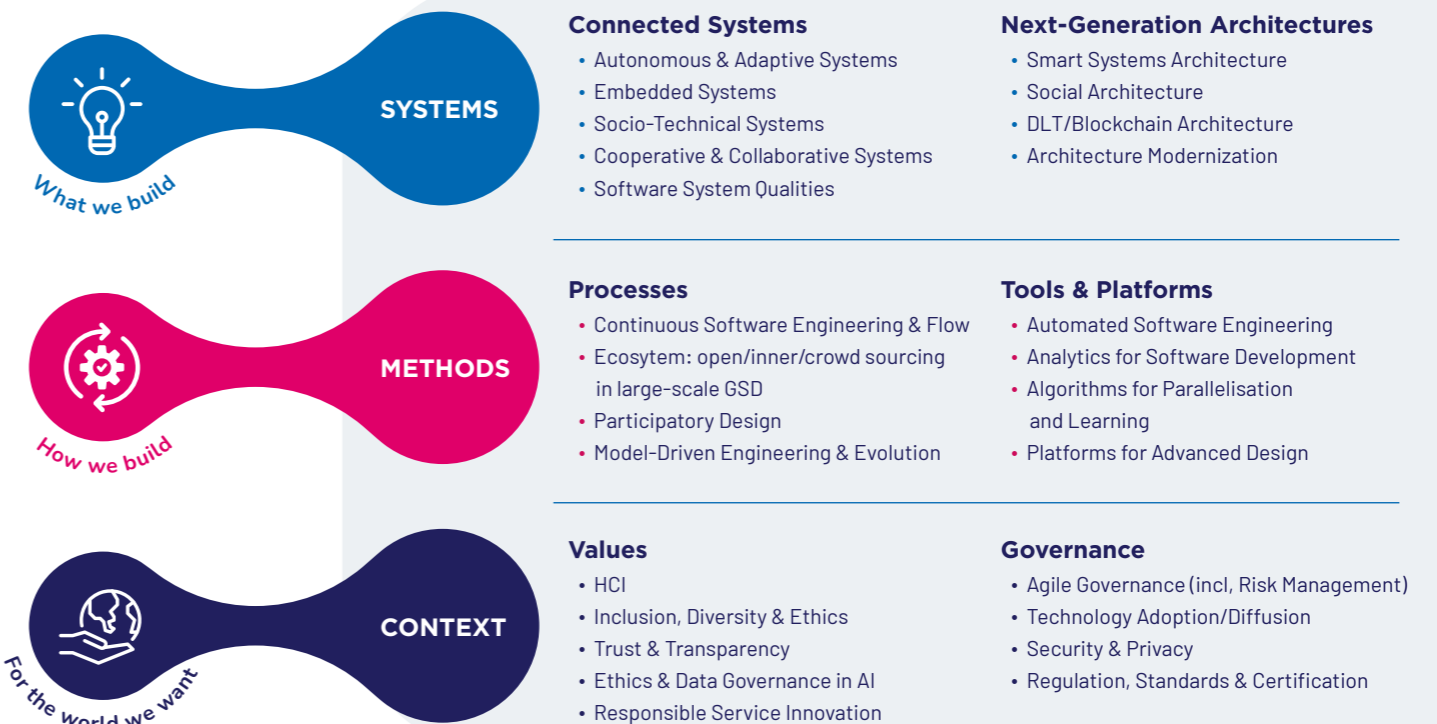 What we build
SYSTEMS
Connected Systems
• Autonomous & Adaptive Systems
• Embedded Systems
• Socio-Technical Systems
• Cooperative & Collaborative Systems
• Software System Qualities
Next-Generation Architectures
• Smart Systems Architecture
• Social Architecture
• DLT/Blockchain Architecture
• Architecture Modernization
How we build
METHODS
Processes
• Continuous Software Engineering & Flow
• Ecosytem: open/inner/crowd sourcing
in large-scale GSD
• Participatory Design
• Model-Driven Engineering & Evolution
Tools & Platforms
• Automated Software Engineering
• Analytics for Software Development
• Algorithms for Parallelisation
and Learning
• Platforms for Advanced Design
For the world we want
CONTEXT
Values
• HCI
• Inclusion, Diversity & Ethics
• Trust & Transparency
• Ethics & Data Governance in AI
• Responsible Service Innovation
Governance
• Agile Governance (incl, Risk Management)
• Technology Adoption/Diffusion
• Security & Privacy
• Regulation, Standards & Certification